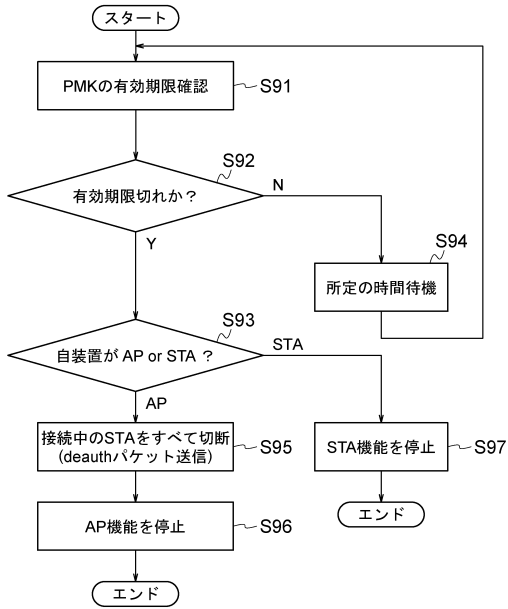 スタート
PMKの有効期限確認
S91
S92
有効期限切れか？
N
Y
S94
所定の時間待機
S93
自装置が AP or STA ？
STA
AP
接続中のSTAをすべて切断
(deauthパケット送信)
S95
STA機能を停止
S97
AP機能を停止
S96
エンド
エンド